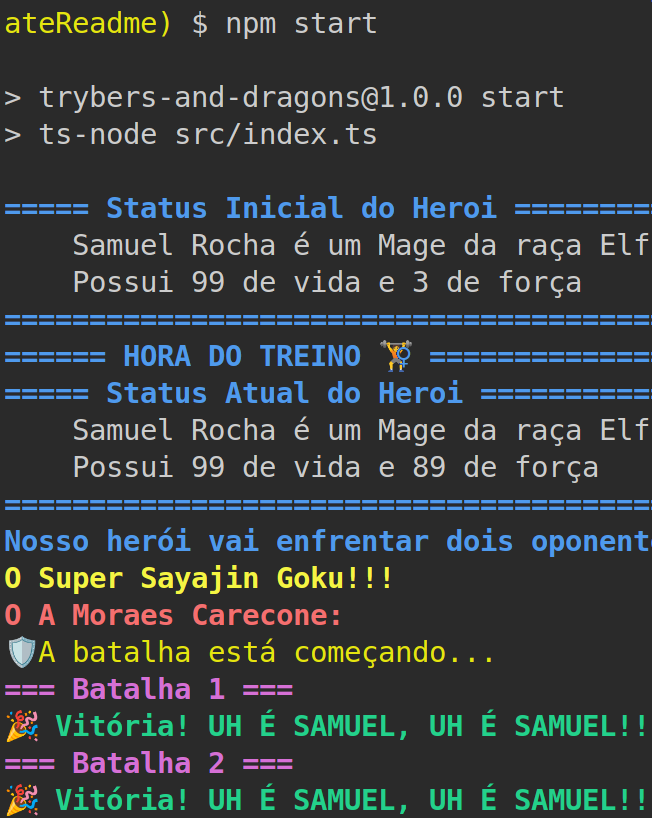 ateReadme) $ npm start
> trybers-and-dragons@1.0.0 start
> ts-node src/index.ts
===== Status Inicial do Heroi =========
Samuel Rocha é um Mage da raça Elf
Possui 99 de vida e 3 de força
======================================
====== HORA DO TREINO 🏋️ =============
===== Status Atual do Heroi ===========
Samuel Rocha é um Mage da raça Elf
Possui 99 de vida e 89 de força
======================================
Nosso herói vai enfrentar dois oponent
O Super Sayajin Goku!!!
O A Moraes Carecone:
🛡️A batalha está começando...
=== Batalha 1 ===
🎉 Vitória! UH É SAMUEL, UH É SAMUEL!!
=== Batalha 2 ===
🎉 Vitória! UH É SAMUEL, UH É SAMUEL!!